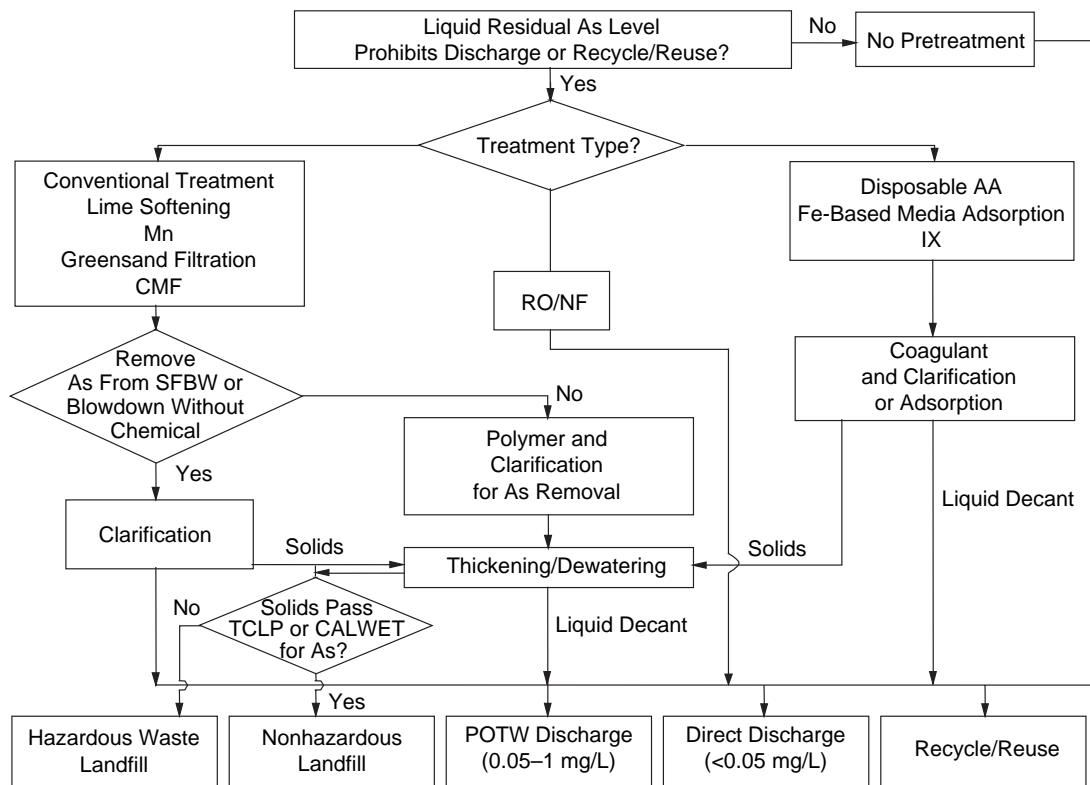 Liquid Residual As Level
Prohibits Discharge or Recycle/Reuse?
No
No Pretreatment
Yes
Treatment Type?
Conventional Treatment
Lime Softening
Mn
Greensand Filtration
CMF
RO/NF
Disposable AA
Fe-Based Media Adsorption
IX
Remove
As From SFBW or
Blowdown Without
Chemical
No
Yes
Polymer and
Clarification
for As Removal
Coagulant
and Clarification
or Adsorption
Clarification
Solids
Thickening/Dewatering
Solids
Liquid Decant
No
Solids Pass
TCLP or CALWET
for As?
Liquid Decant
Yes
Hazardous Waste
Landfill
Nonhazardous
Landfill
POTW Discharge
(0.05–1 mg/L)
Direct Discharge
(<0.05 mg/L)
Recycle/Reuse